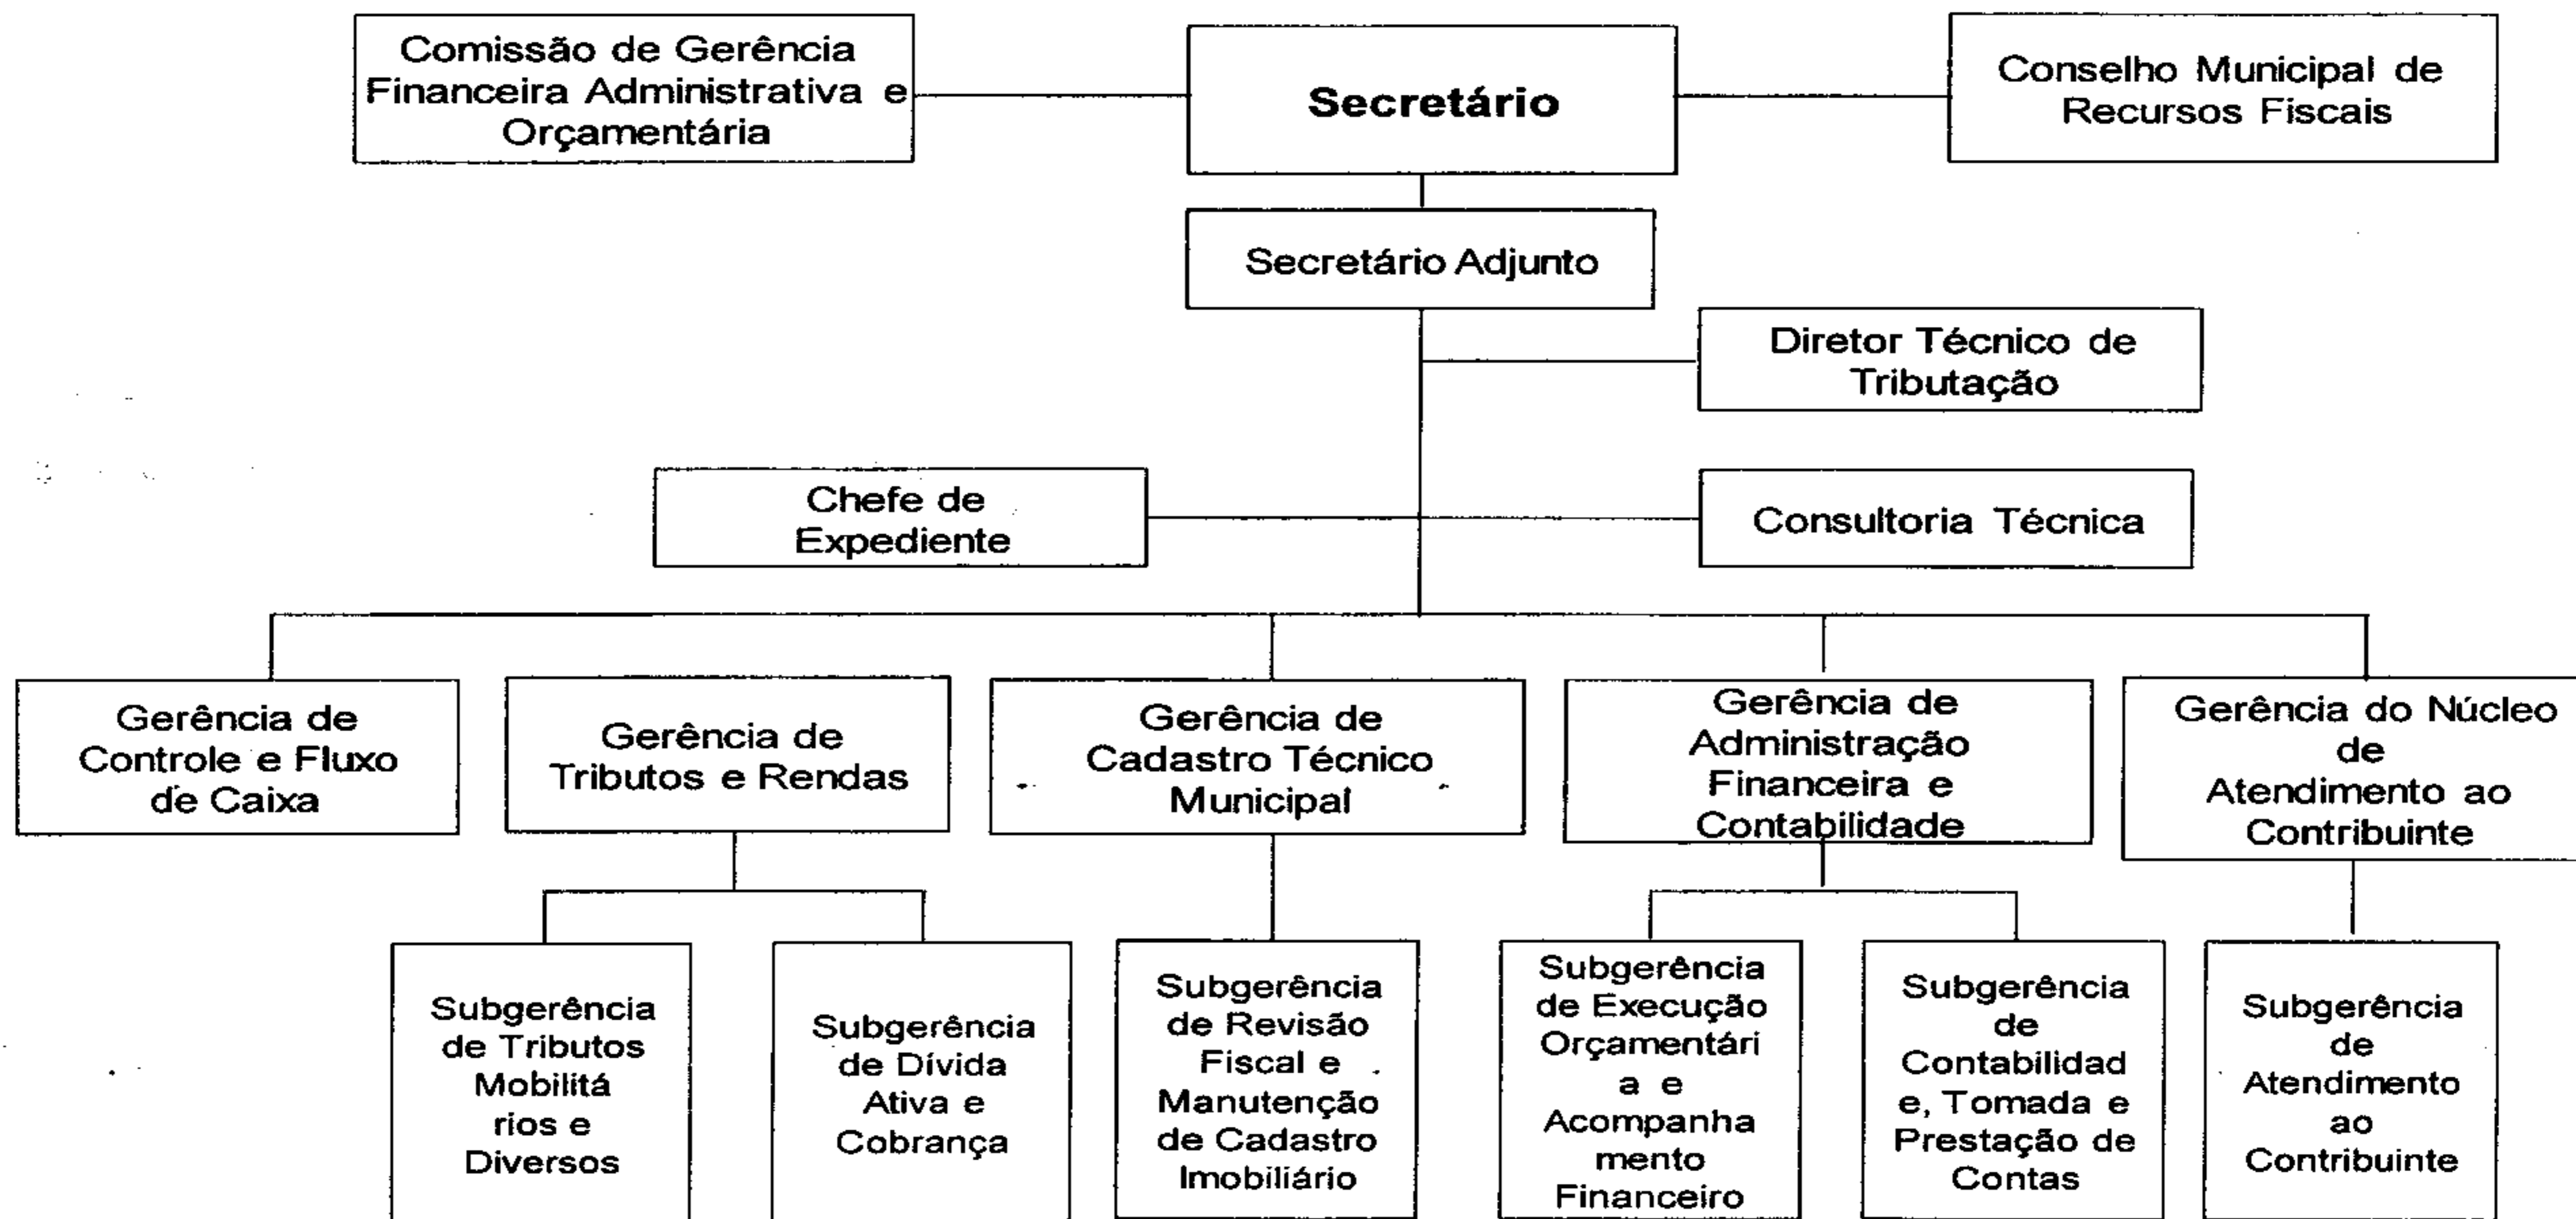 Comissão de Gerência
Financeira Administrativa e
Orçamentária
Secretário
Conselho Municipal de
Recursos Fiscais
Secretário Adjunto
Diretor Técnico de
Tributação
Chefe de
Expediente
Consultoria Técnica
Gerência de
Controle e Fluxo
de Caixa
Gerência de
Tributos e Rendas
Gerência de
Cadastro Técnico
Municipal
Gerência de
Administração
Financeira e
Contabilidade
Gerência do Núcleo
de
Atendimento ao
Contribuinte
Subgerência
de Tributos
Mobilitá
rios e
Diversos
Subgerência
de Dívida
Ativa e
Cobrança
Subgerência
de Revisão
Fiscal e
Manutenção
de Cadastro
Imobiliário
Subgerência
de Execução
Orçamentári
a e
Acompanha
mento
Financeiro
Subgerência
de
Contabilidad
e, Tomada e
Prestação de
Contas
Subgerência
de
Atendimento
ao
Contribuinte